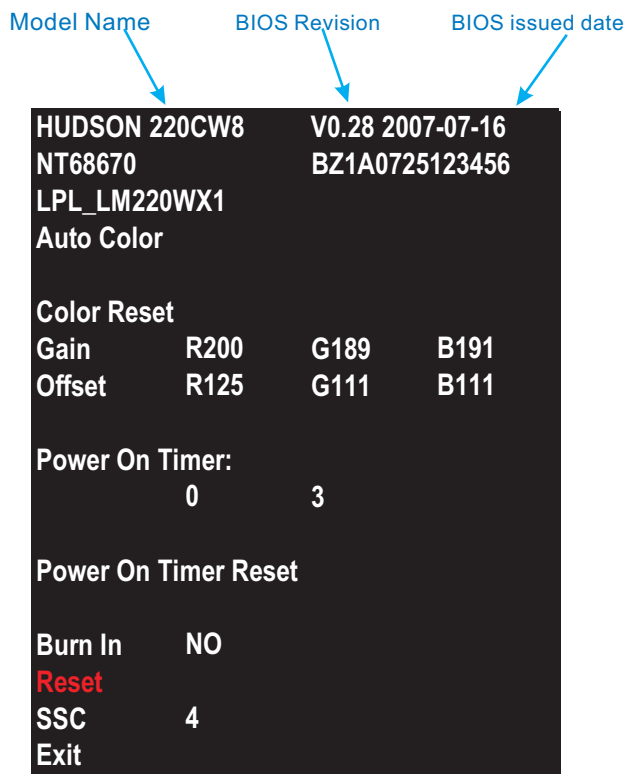 Model Name BIOS Revision BIOS issued date
HUDSON 220CW8 V0.28 2007-07-16
NT68670 BZ1A0725123456
LPL_LM220WX1
Auto Color
Color Reset
Gain R200 G189 B191
Offset R125 G111 B111
Power On Timer:
0 3
Power On Timer Reset
Burn In NO
Reset
SSC 4
Exit